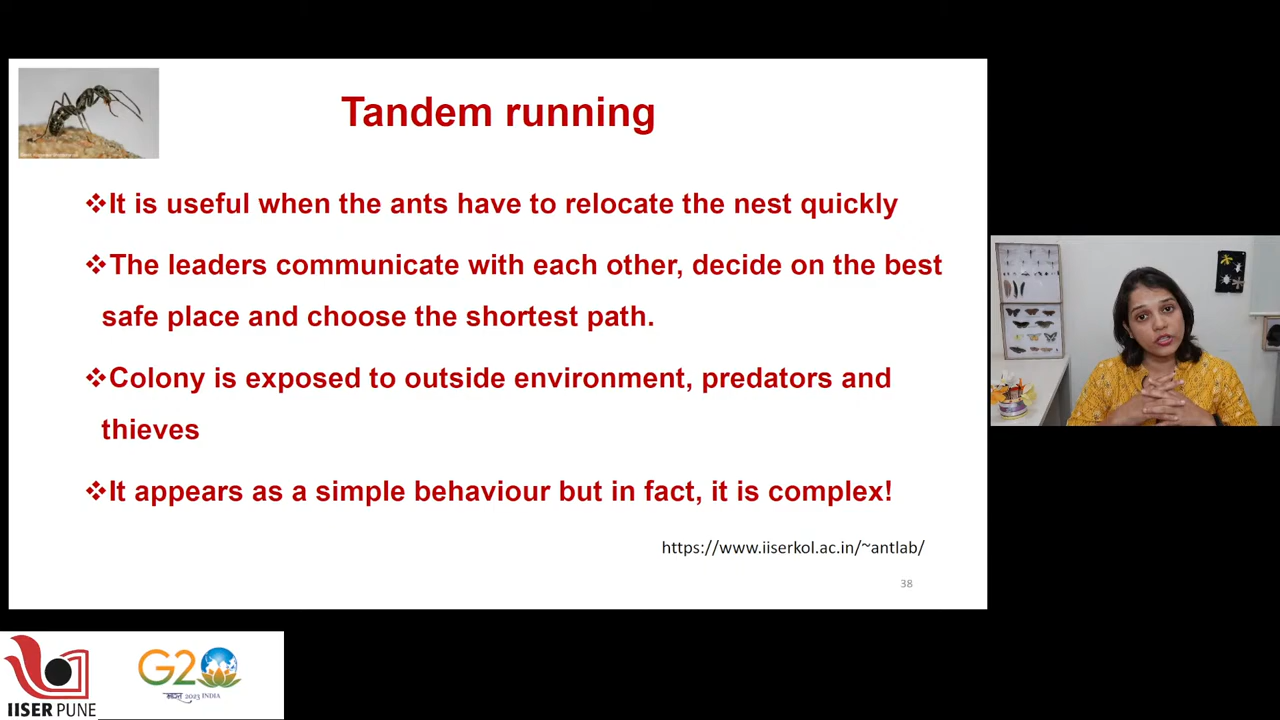 Tandem running
❖It is useful when the ants have to relocate the nest quickly
❖The leaders communicate with each other, decide on the best
safe place and choose the shortest path.
❖Colony is exposed to outside environment, predators and
thieves
❖It appears as a simple behaviour but in fact, it is complex!
https://www.iiserkol.ac.in/~antlab/
38
IISER PUNE
G20
भारत 2023 INDIA